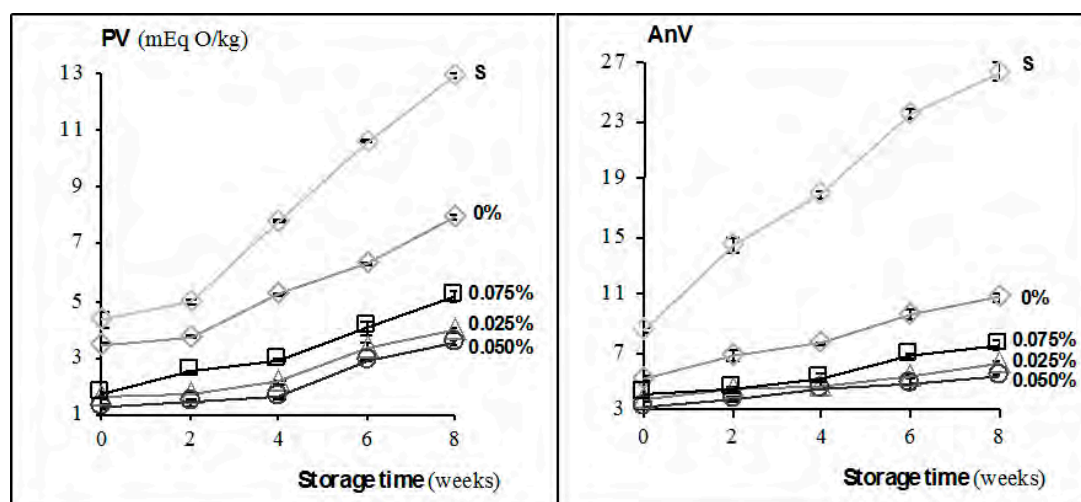 PV (mEq O/kg)
13
11
9
7
5
3
1
S
0%
0.075%
0.025%
0.050%
0 2 4 6 8
Storage time (weeks)
AnV
27
23
19
15
11
7
3
S
0%
0.075%
0.025%
0.050%
0 2 4 6 8
Storage time (weeks)